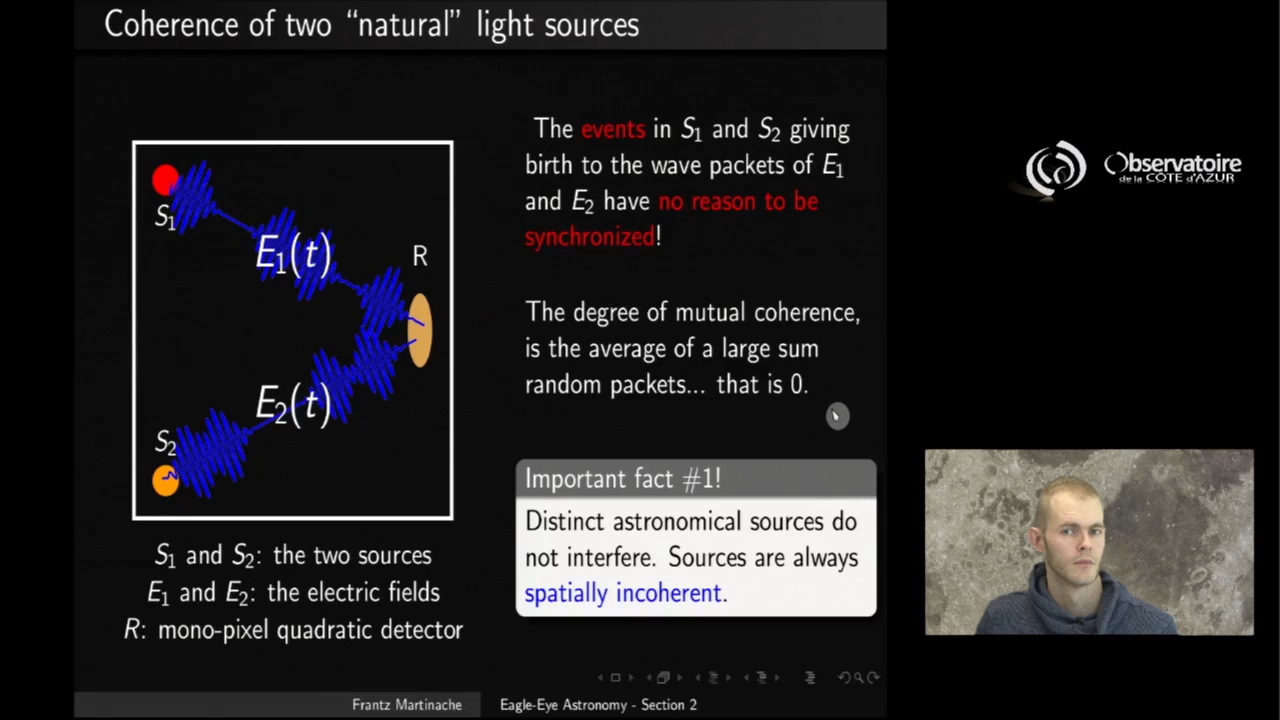 Coherence of two “natural” light sources
S1
E1(t)
R
E2(t)
S2
S1 and S2: the two sources
E1 and E2: the electric fields
R: mono-pixel quadratic detector
The events in S1 and S2 giving
birth to the wave packets of E1
and E2 have no reason to be
synchronized!
The degree of mutual coherence,
is the average of a large sum
random packets... that is 0.
Important fact #1!
Distinct astronomical sources do
not interfere. Sources are always
spatially incoherent.
Frantz Martinache
Eagle-Eye Astronomy - Section 2
Observatoire
de la CÔTE d'AZUR